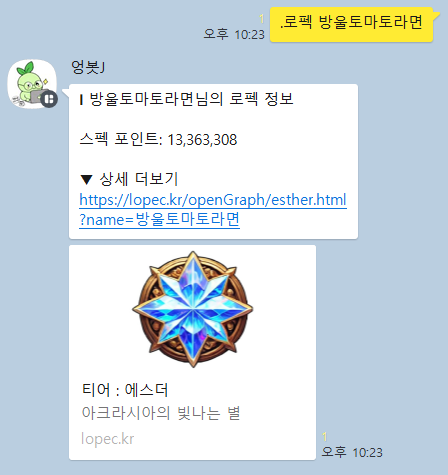 1
오후 10:23
.로펙 방울토마토라면
엉봇J
I 방울토마토라면님의 로펙 정보
스펙 포인트: 13,363,308
▼ 상세 더보기
https://lopec.kr/openGraph/esther.html
?name=방울토마토라면
티어 : 에스더
아크라시아의 빛나는 별
lopec.kr
1
오후 10:23